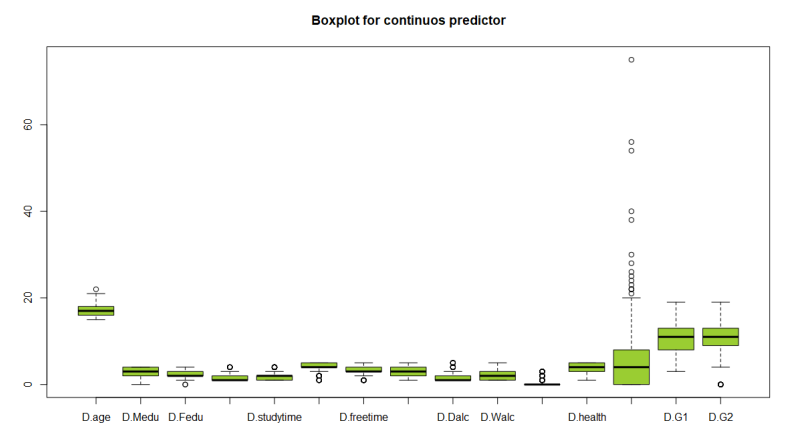 Boxplot for continuos predictor
60
40
20
0
D.age D.Medu D.Fedu D.studytime D.freetime D.Dalc D.Walc D.health D.G1 D.G2